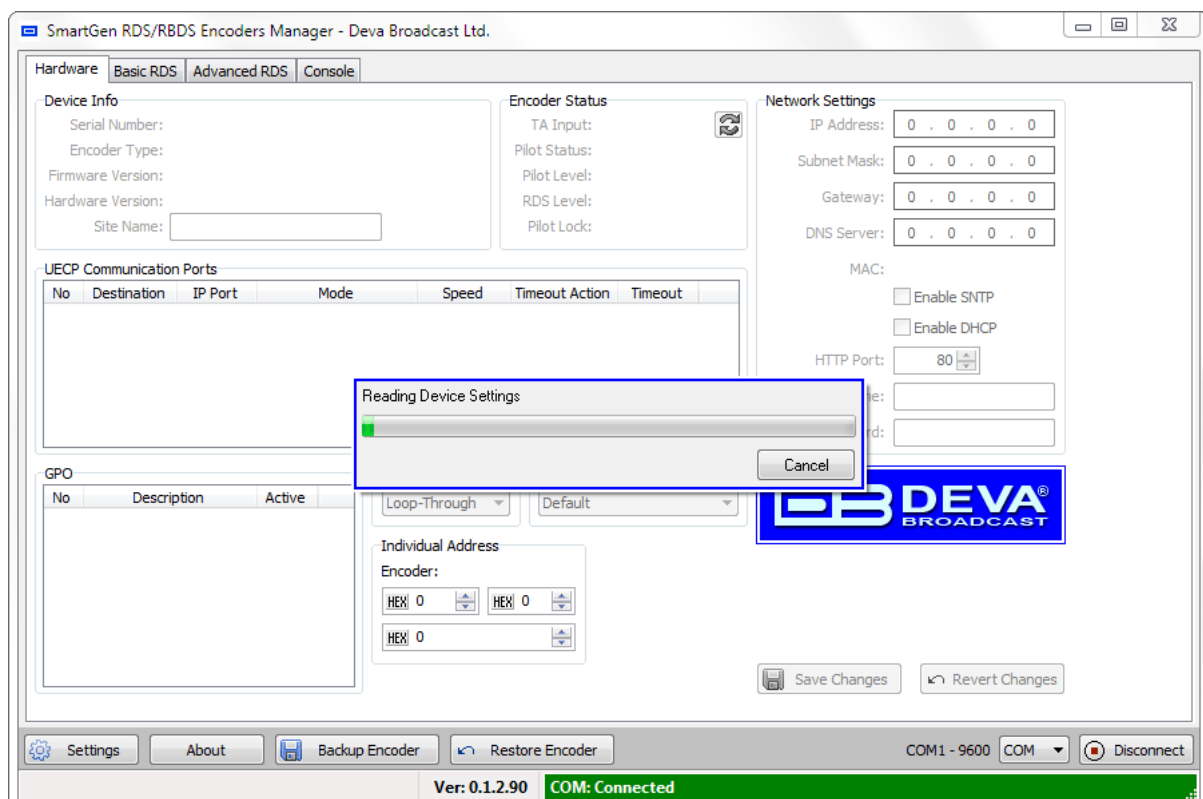 SmartGen RDS/RBDS Encoders Manager - Deva Broadcast Ltd.
Hardware Basic RDS Advanced RDS Console
Device Info
Serial Number:
Encoder Type:
Firmware Version:
Hardware Version:
Site Name:
Encoder Status
TA Input:
Pilot Status:
Pilot Level:
RDS Level:
Pilot Lock:
Network Settings
IP Address: 0 . 0 . 0 . 0
Subnet Mask: 0 . 0 . 0 . 0
Gateway: 0 . 0 . 0 . 0
DNS Server: 0 . 0 . 0 . 0
MAC:
Enable SNTP
Enable DHCP
HTTP Port: 80
UECP Communication Ports
No Destination IP Port Mode Speed Timeout Action Timeout
Reading Device Settings
Cancel
GPO
No Description Active
Loop-Through Default
Individual Address
Encoder:
HEX 0 HEX 0
HEX 0
DEVA®
BROADCAST
Save Changes Revert Changes
Settings About Backup Encoder Restore Encoder COM1 - 9600 COM Disconnect
Ver: 0.1.2.90 COM: Connected